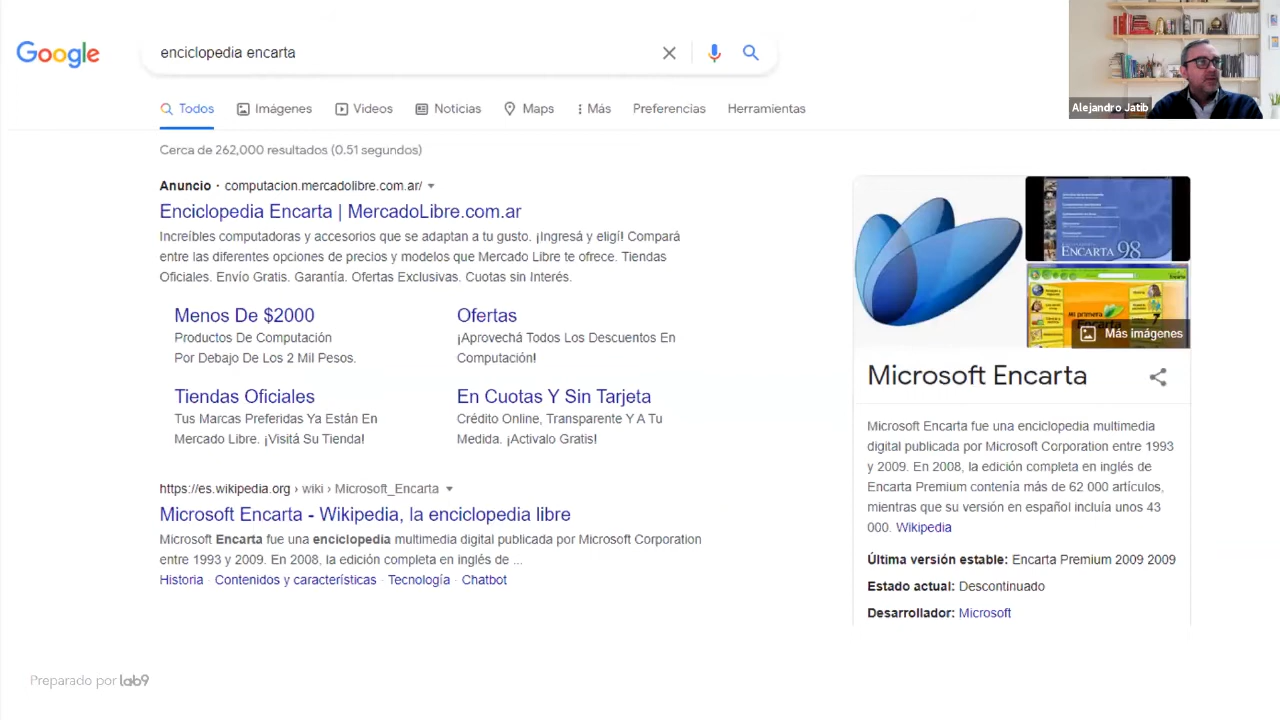 Google
enciclopedia encarta
Todos Imágenes Videos Noticias Maps Más Preferencias Herramientas
Cerca de 262,000 resultados (0.51 segundos)
Anuncio · computacion.mercadolibre.com.ar/
Enciclopedia Encarta | MercadoLibre.com.ar
Increíbles computadoras y accesorios que se adaptan a tu gusto. ¡Ingresá y elegí! Compará
entre las diferentes opciones de precios y modelos que Mercado Libre te ofrece. Tiendas
Oficiales. Envío Gratis. Garantía. Ofertas Exclusivas. Cuotas sin Interés.
Menos De $2000
Productos De Computación
Por Debajo De Los 2 Mil Pesos.
Ofertas
¡Aprovechá Todos Los Descuentos En
Computación!
Tiendas Oficiales
Tus Marcas Preferidas Ya Están En
Mercado Libre. ¡Visitá Su Tienda!
En Cuotas Y Sin Tarjeta
Crédito Online, Transparente Y A Tu
Medida. ¡Activalo Gratis!
https://es.wikipedia.org › wiki › Microsoft_Encarta
Microsoft Encarta - Wikipedia, la enciclopedia libre
Microsoft Encarta fue una enciclopedia multimedia digital publicada por Microsoft Corporation
entre 1993 y 2009. En 2008, la edición completa en inglés de ...
Historia · Contenidos y características · Tecnología · Chatbot
Alejandro Jatib
ENCARTA 98
Mi primera
Encarta
Más imágenes
Microsoft Encarta
Microsoft Encarta fue una enciclopedia multimedia
digital publicada por Microsoft Corporation entre 1993
y 2009. En 2008, la edición completa en inglés de
Encarta Premium contenía más de 62 000 artículos,
mientras que su versión en español incluía unos 43
000. Wikipedia
Última versión estable: Encarta Premium 2009 2009
Estado actual: Descontinuado
Desarrollador: Microsoft
Preparado por lab9